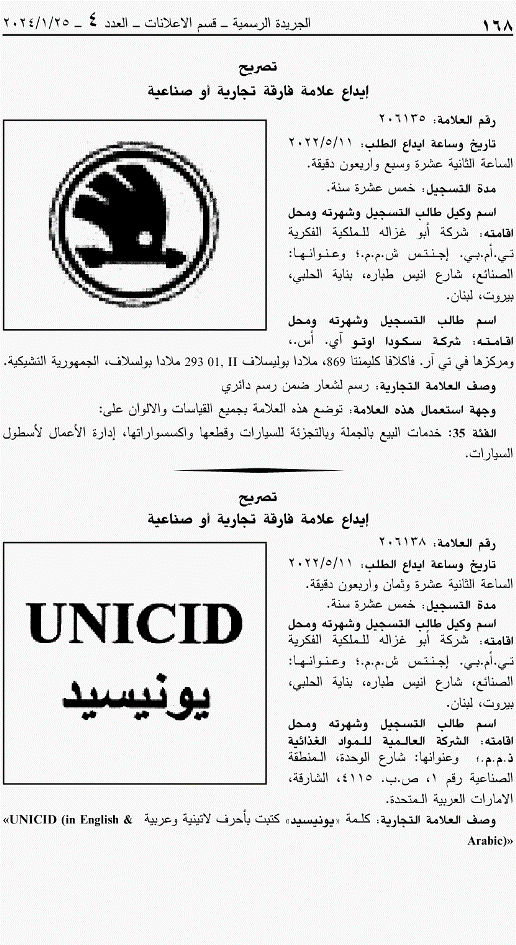 ١٦٨
الجريدة الرسمية ـ قسم الاعلانات ـ العدد ٤ ـ ٢٠٢٤/١/٢٥
تصريح
إيداع علامة فارقة تجارية أو صناعية
رقم العلامة: ٢٠٦١٣٥
تاريخ وساعة ايداع الطلب: ٢٠٢٢/٥/١١
الساعة الثانية عشرة وسبع واربعون دقيقة.
مدة التسجيل: خمس عشرة سنة.
اسم وكيل طالب التسجيل وشهرته ومحل
اقامته: شركة أبو غزاله للملكية الفكرية
تي.أم.بي. إجنتس ش.م.م.؛ وعنوانها:
الصنائع، شارع انيس طباره، بناية الحلبي،
بيروت، لبنان.
اسم طالب التسجيل وشهرته ومحل
اقامته: شركة سكودا اوتو آي. أس.،
ومركزها في تي آر. فاكلافا كليمنتا 869، ملادا بوليسلاف II ,01 293 ملادا بولسلاف، الجمهورية التشيكية.
وصف العلامة التجارية: رسم لشعار ضمن رسم دائري
وجهة استعمال هذه العلامة: توضع هذه العلامة بجميع القياسات والالوان على:
الفئة 35: خدمات البيع بالجملة وبالتجزئة للسيارات وقطعها واكسسواراتها، إدارة الأعمال لأسطول
السيارات.
تصريح
إيداع علامة فارقة تجارية أو صناعية
رقم العلامة: ٢٠٦١٣٨
تاريخ وساعة ايداع الطلب: ٢٠٢٢/٥/١١
الساعة الثانية عشرة وثمان واربعون دقيقة.
مدة التسجيل: خمس عشرة سنة.
اسم وكيل طالب التسجيل وشهرته ومحل
اقامته: شركة أبو غزاله للملكية الفكرية
تي.أم.بي. إجنتس ش.م.م.؛ وعنوانها:
الصنائع، شارع انيس طباره، بناية الحلبي،
بيروت، لبنان.
اسم طالب التسجيل وشهرته ومحل
اقامته: الشركة العالمية للمواد الغذائية
ذ.م.م.؛ وعنوانها: شارع الوحدة، المنطقة
الصناعية رقم ١، ص.ب. ٤١١٥، الشارقة،
الامارات العربية المتحدة.
UNICID
يونيسيد
وصف العلامة التجارية: كلمة «يونيسيد» كتبت بأحرف لاتينية وعربية «UNICID (in English &
Arabic)»